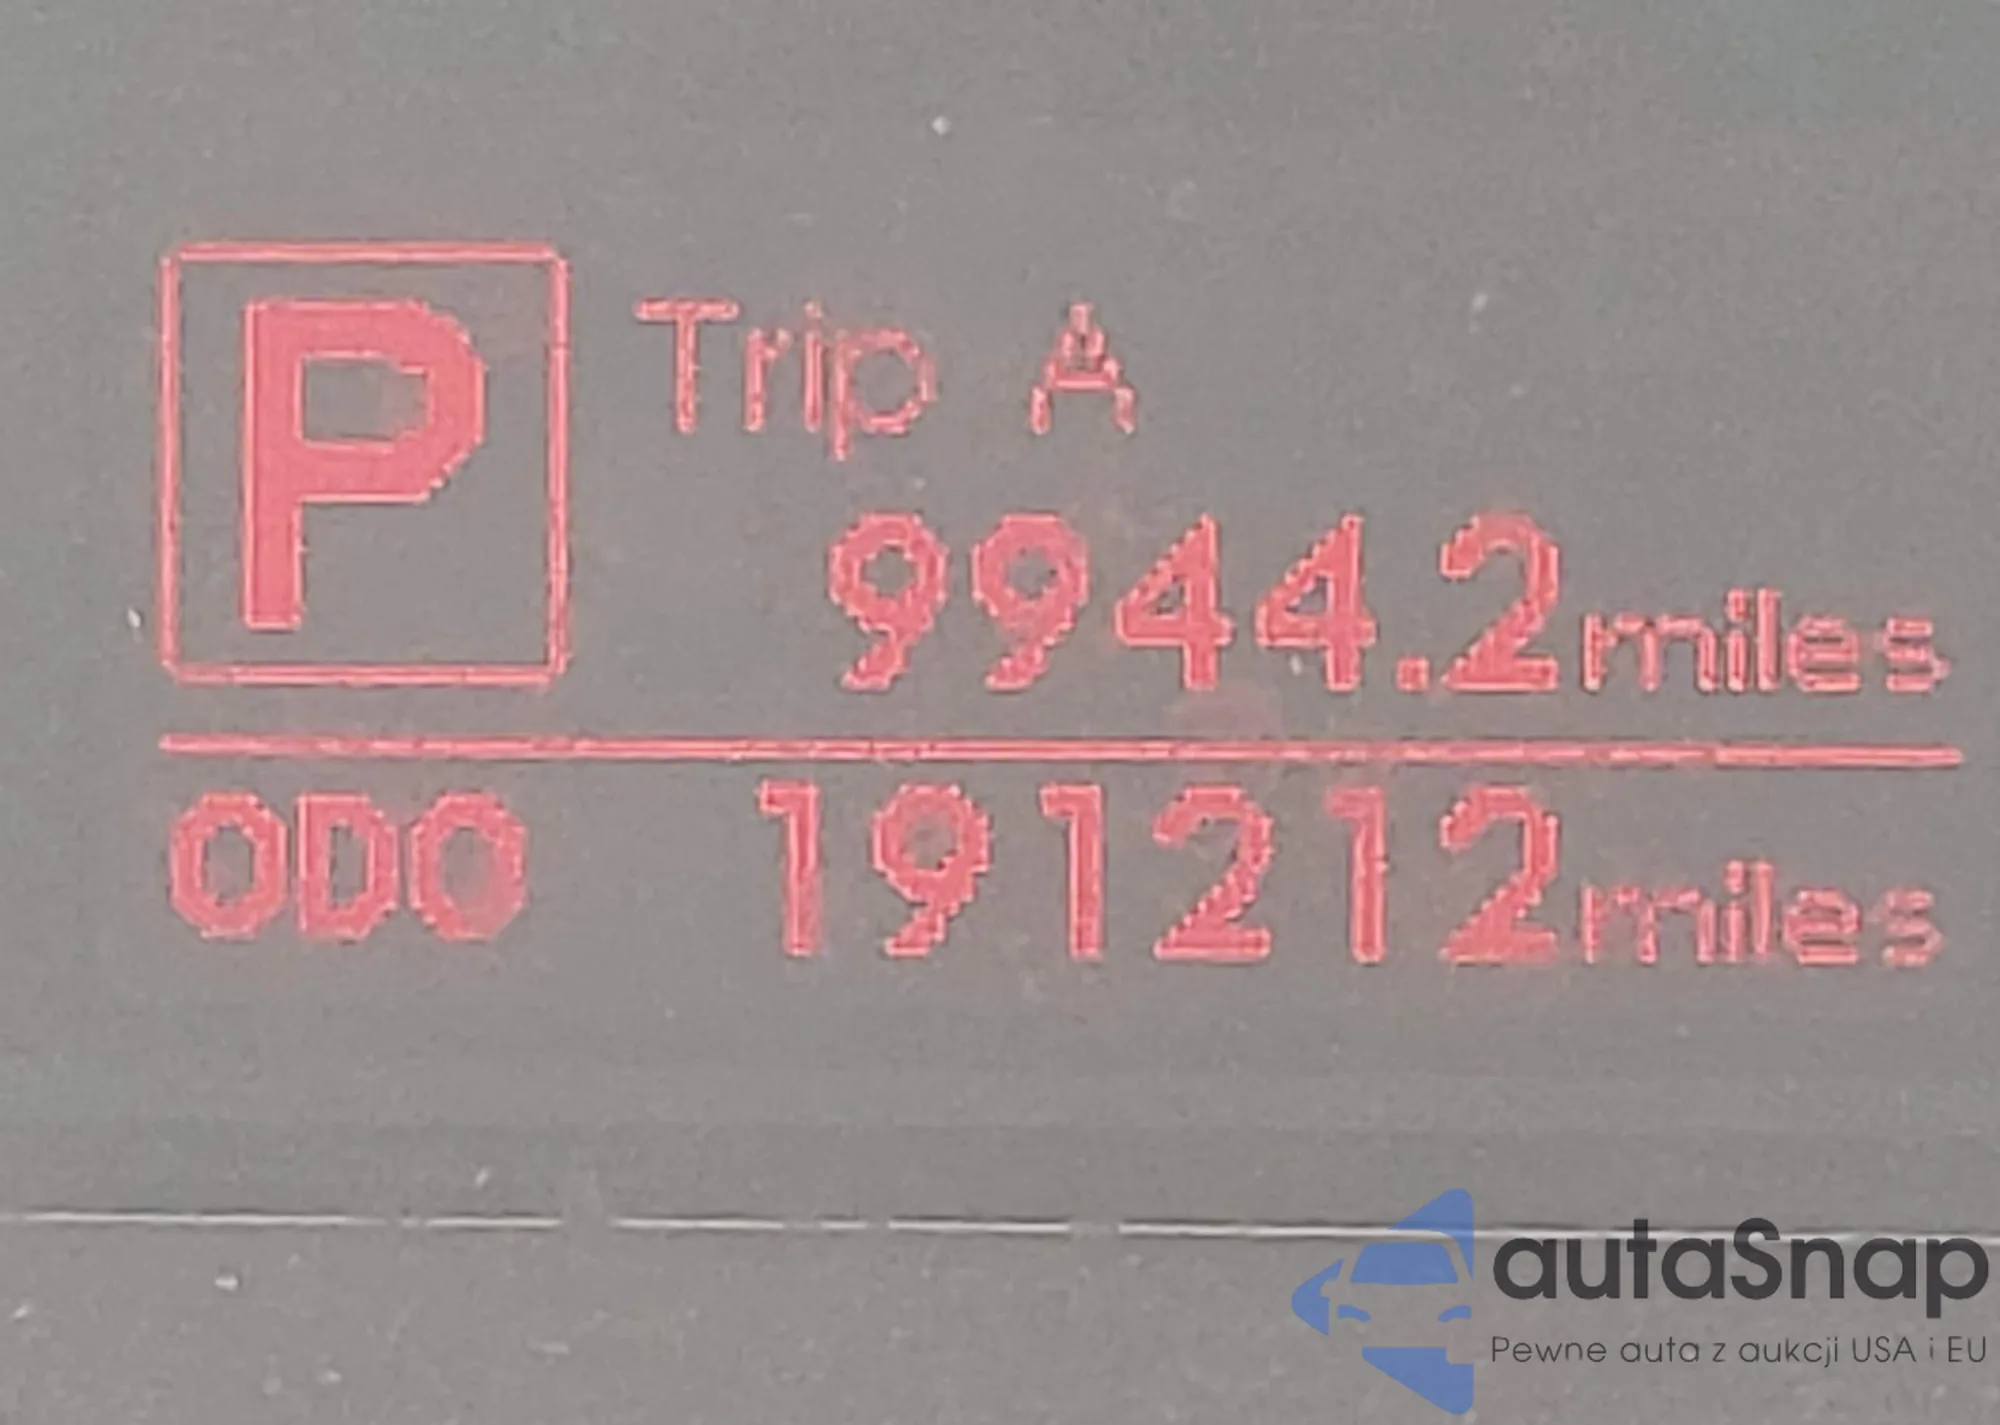 P
Trip A
9944.2miles
ODO 191212miles
autaSnap
Pewne auta z aukcji USA i EU